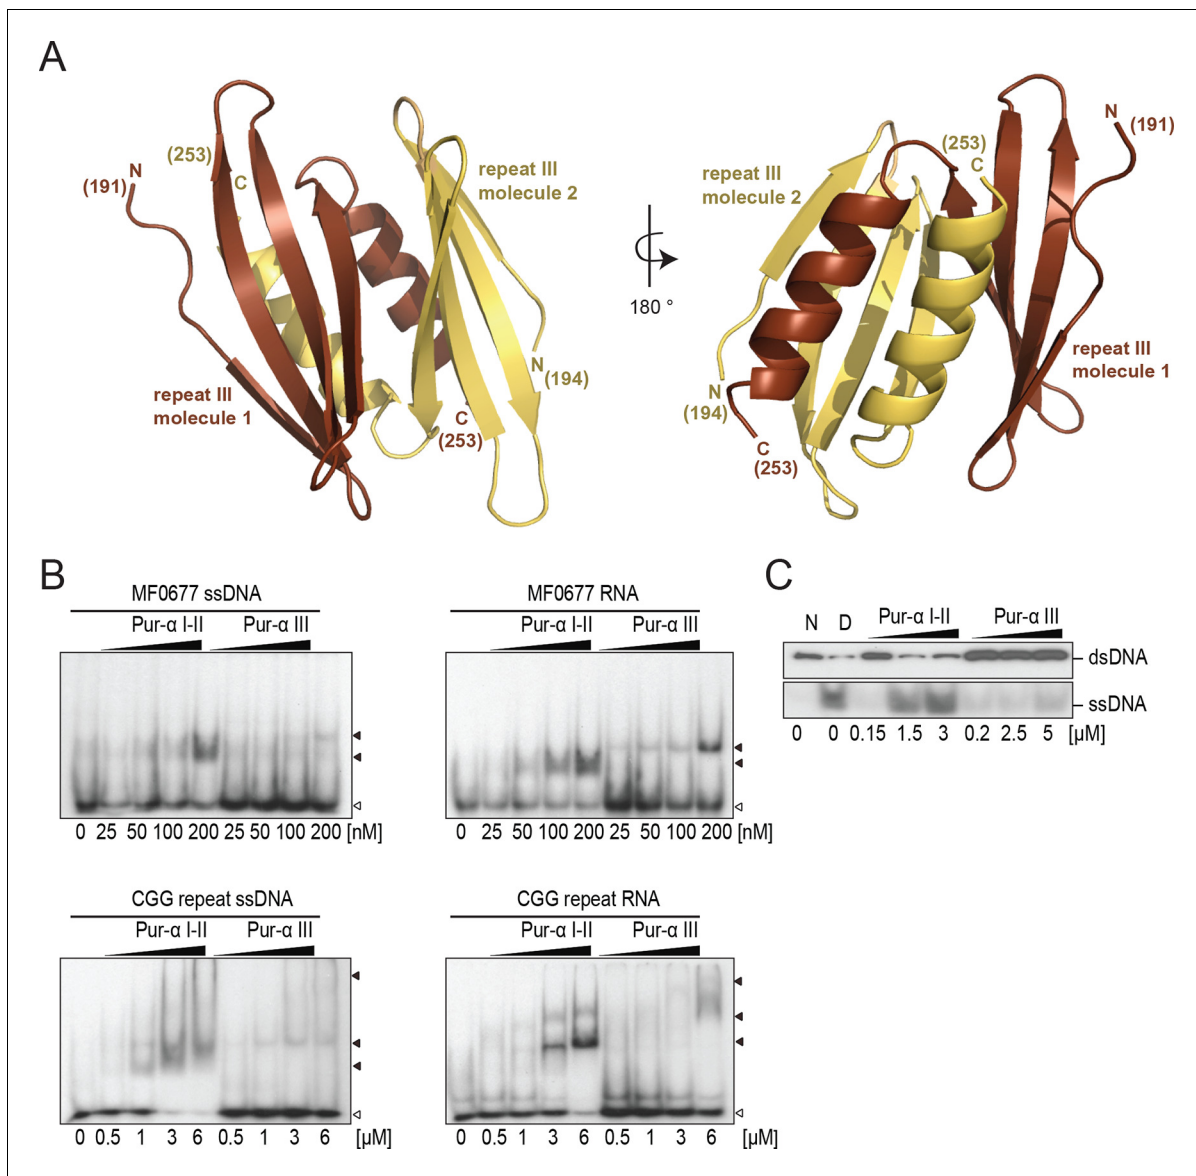 A
N
(191)
(253)
C
repeat III
molecule 2
repeat III
molecule 1
N
(194)
C
(253)
180 °
repeat III
molecule 2
(253)
C
N
(191)
repeat III
molecule 1
N
(194)
C
(253)
B
MF0677 ssDNA
Pur-α I-II Pur-α III
0 25 50 100 200 25 50 100 200 [nM]
MF0677 RNA
Pur-α I-II Pur-α III
0 25 50 100 200 25 50 100 200 [nM]
CGG repeat ssDNA
Pur-α I-II Pur-α III
0 0.5 1 3 6 0.5 1 3 6 [µM]
CGG repeat RNA
Pur-α I-II Pur-α III
0 0.5 1 3 6 0.5 1 3 6 [µM]
C
N D Pur-α I-II Pur-α III
dsDNA
ssDNA
0 0 0.15 1.5 3 0.2 2.5 5 [µM]